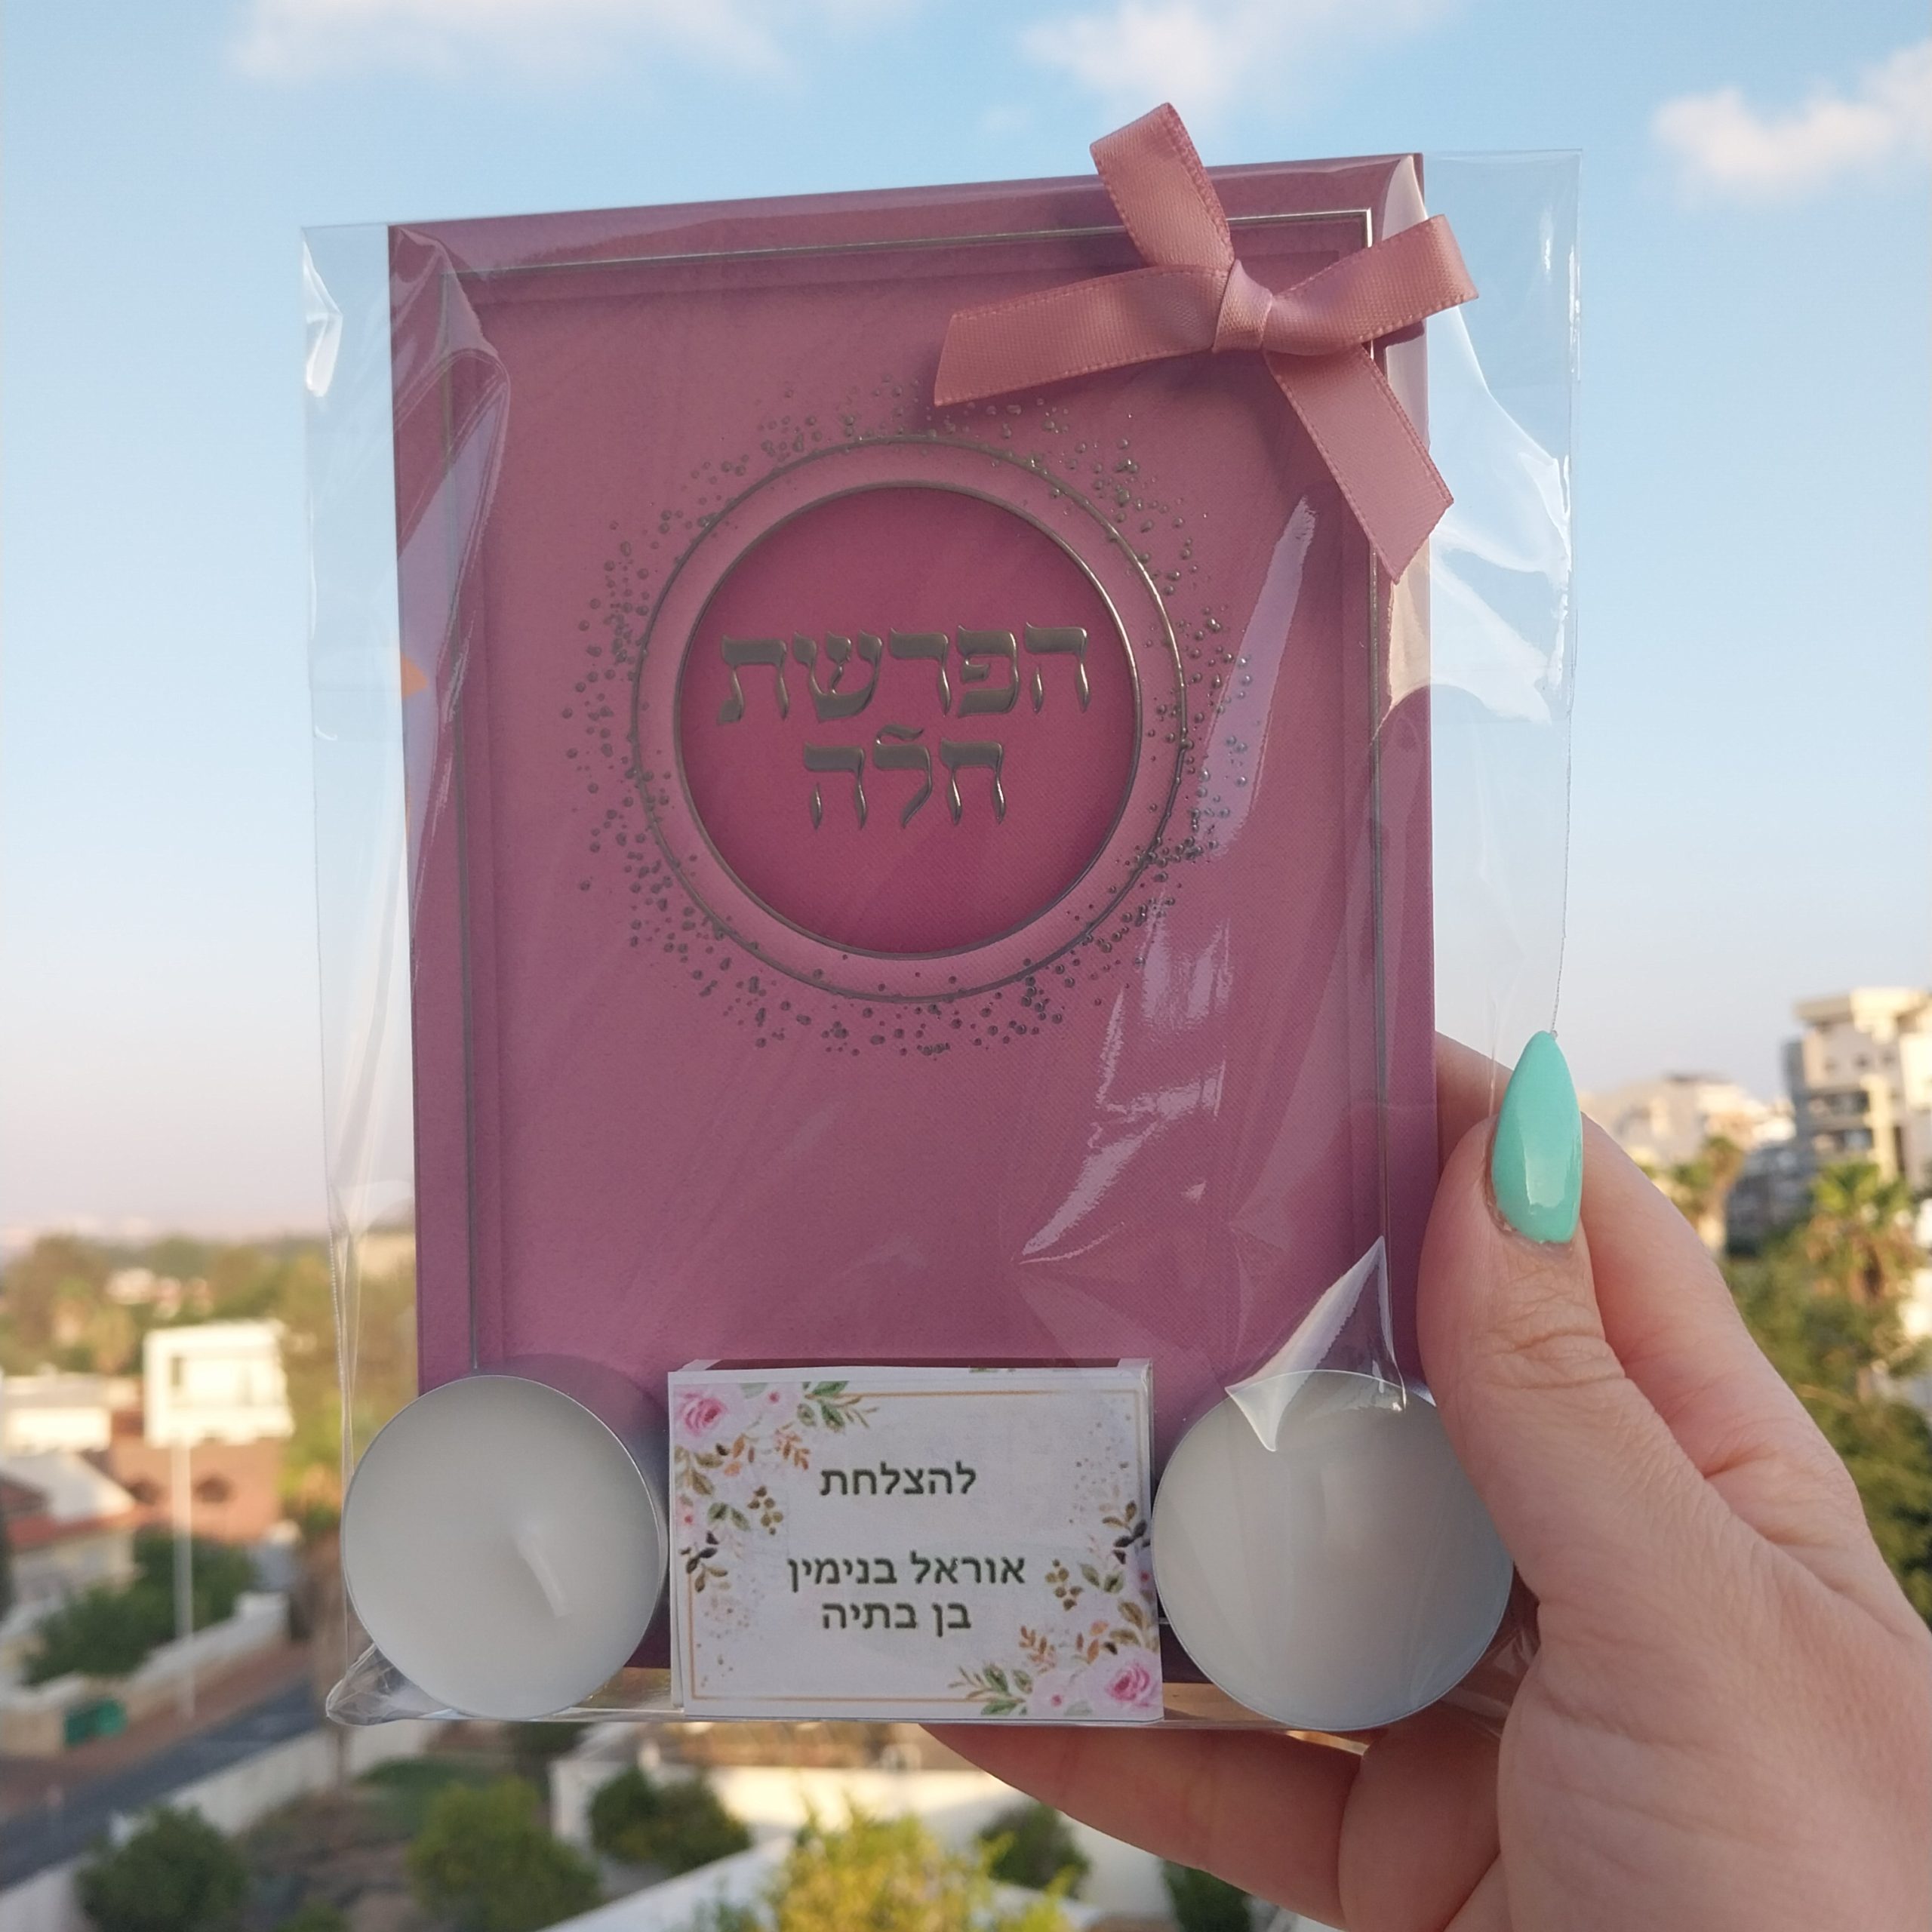 הפרשת
חלה
להצלחת
אוראל בנימין
בן בתיה